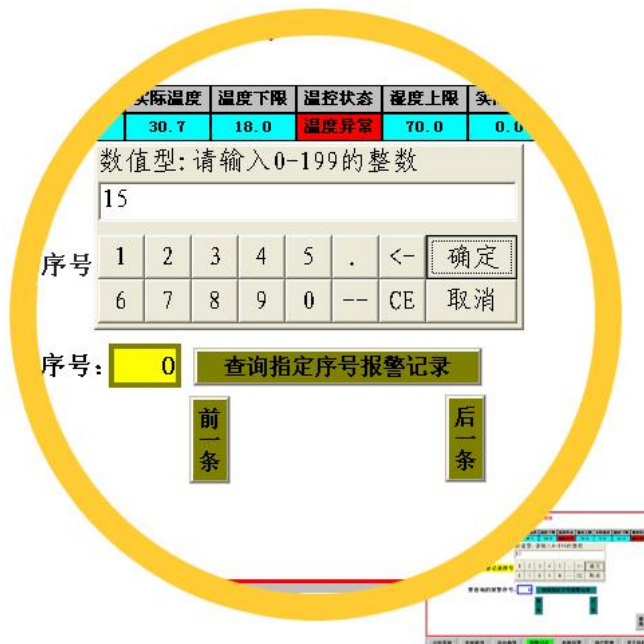 实际温度 温度下限 温控状态 湿度上限 实
30.7 18.0 温度异常 70.0 0.0
数值型:请输入0-199的整数
15
序号 1 2 3 4 5 . <- 确定
6 7 8 9 0 -- CE 取消
序号: 0 查询指定序号报警记录
前一条 后一条